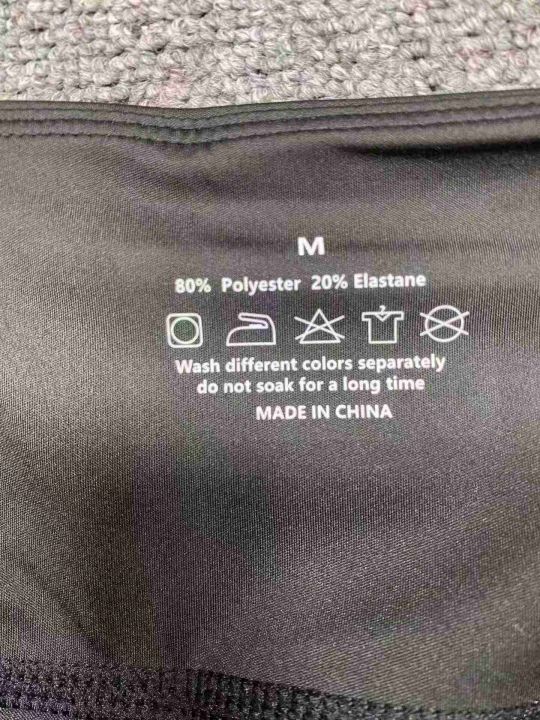 M
80% Polyester 20% Elastane
Wash different colors separately
do not soak for a long time
MADE IN CHINA